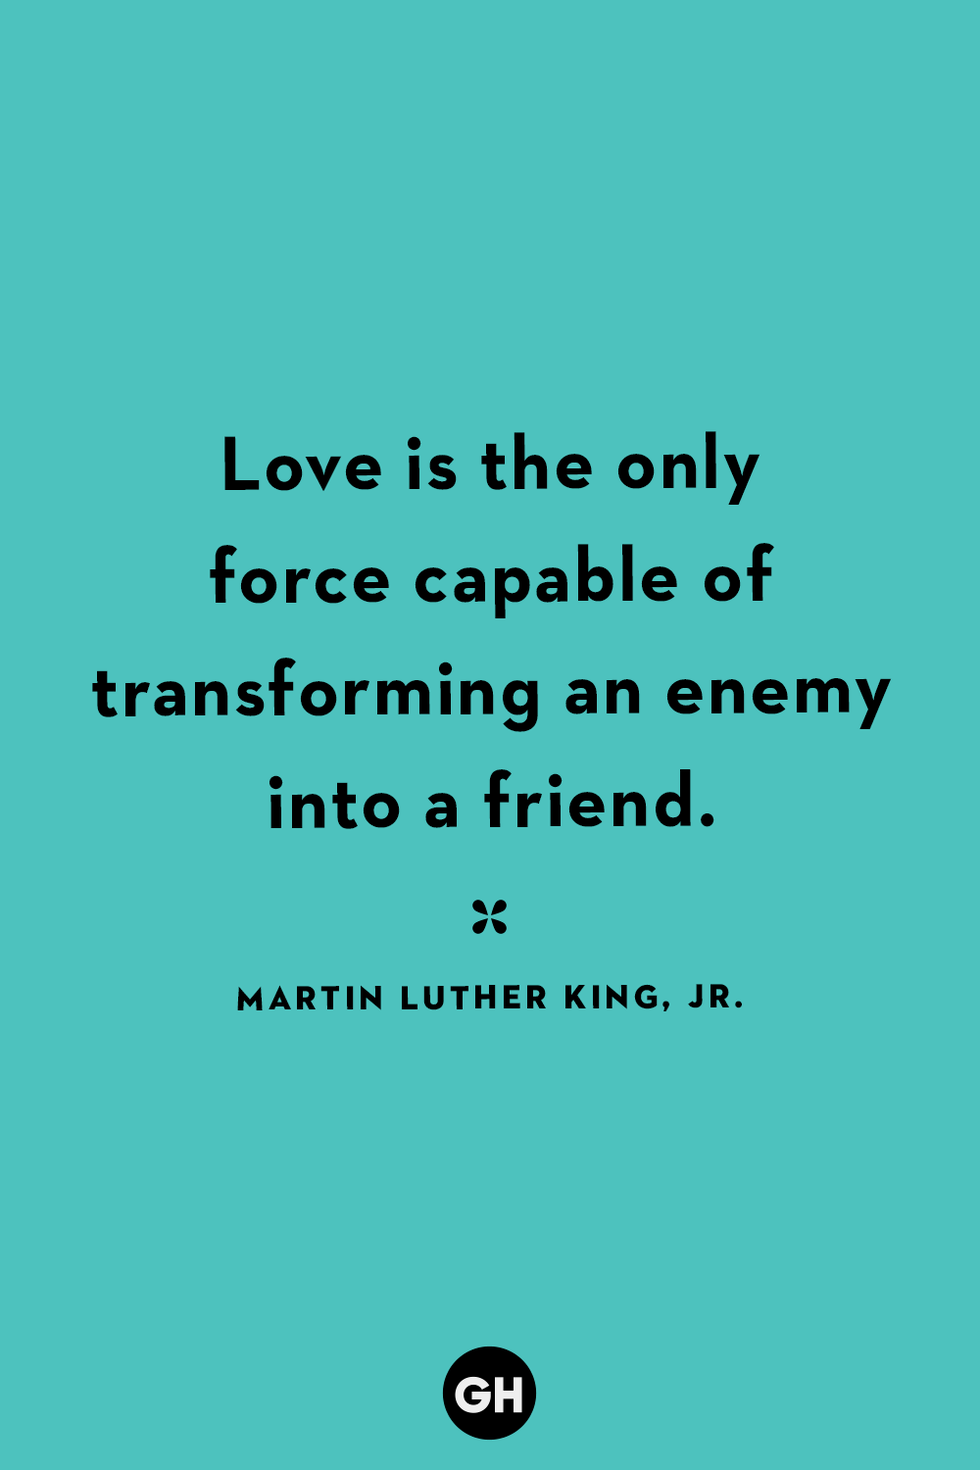 Love is the only
force capable of
transforming an enemy
into a friend.
MARTIN LUTHER KING, JR.
GH